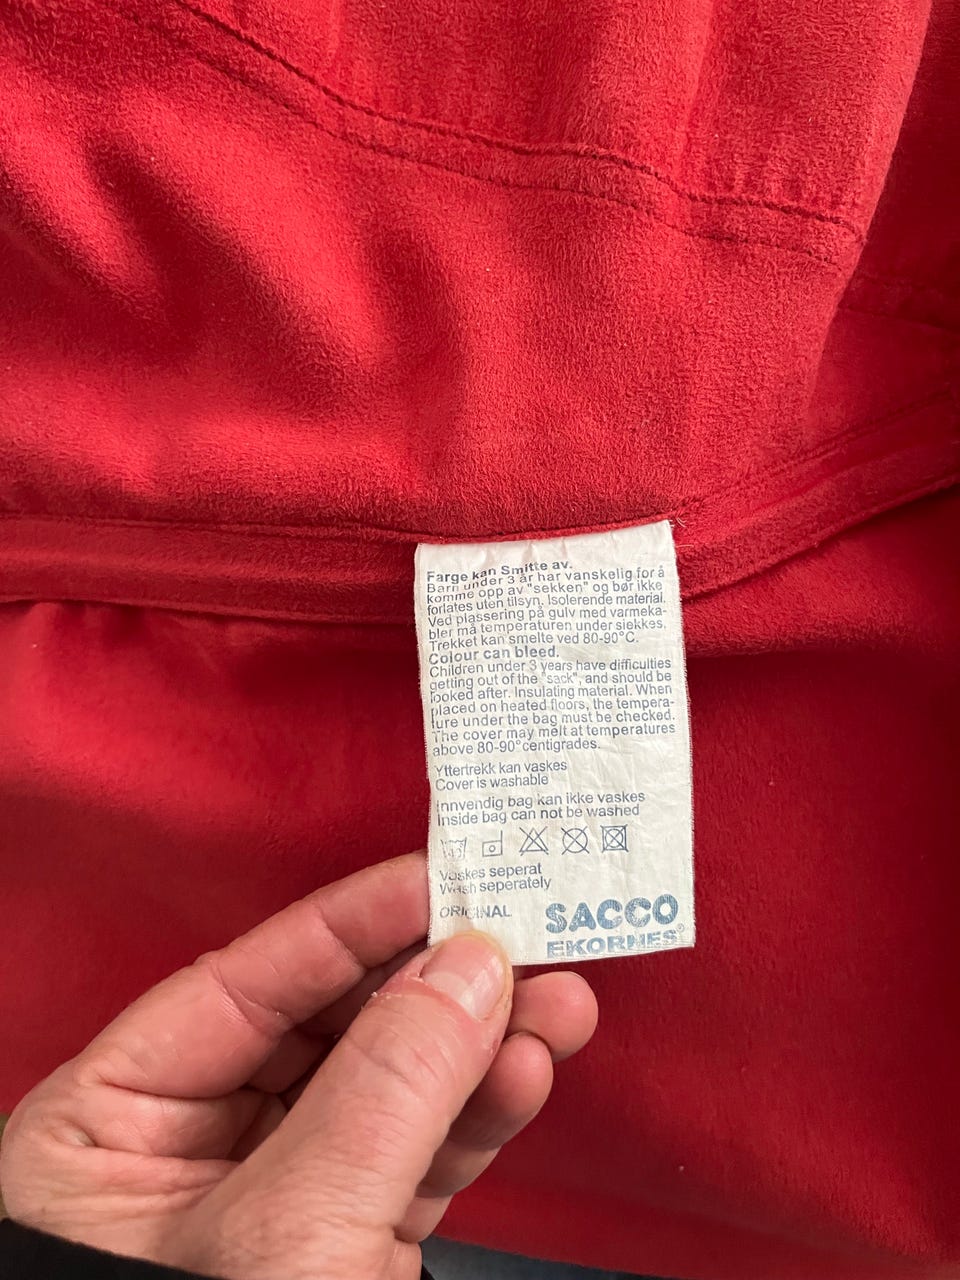 Farge kan Smitte av.
Barn under 3 år har vanskelig for å
komme opp av "sekken" og bør ikke
forlates uten tilsyn. Isolerende material.
Ved plassering på gulv med varmeka-
bler må temperaturen under sjekkes.
Trekket kan smelte ved 80-90°C.
Colour can bleed.
Children under 3 years have difficulties
getting out of the "sack", and should be
looked after. Insulating material. When
placed on heated floors, the tempera-
ture under the bag must be checked.
The cover may melt at temperatures
above 80-90°centigrades.
Yttertrekk kan vaskes
Cover is washable
Innvendig bag kan ikke vaskes
Inside bag can not be washed
40
Vaskes seperat
Wash seperately
ORIGINAL
SACCO
EKORNES®